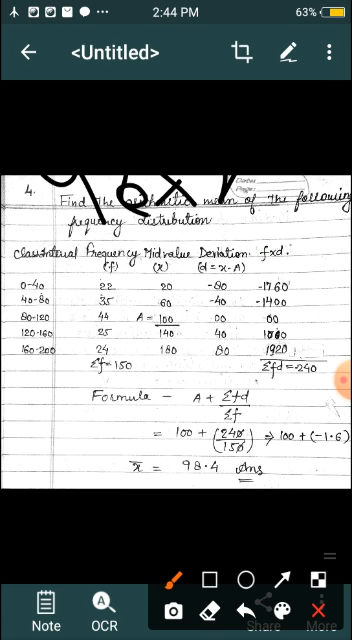 2:44 PM
63%
<Untitled>
4. Find the arithmetic mean of the following
frequency distribution
Class Interval Frequency (f) Mid value (x) Deviation (d = x - A) fxd.
0-40 22 20 -80 -1760
40-80 35 60 -40 -1400
80-120 44 A = 100 00 00
120-160 25 140 40 1000
160-200 24 180 80 1920
Σf = 150 Σfd = -240
Formula - A + Σfd / Σf
= 100 + (240 / 150) ⇒ 100 + (-1.6)
x̄ = 98.4 Ans
Note OCR Share More